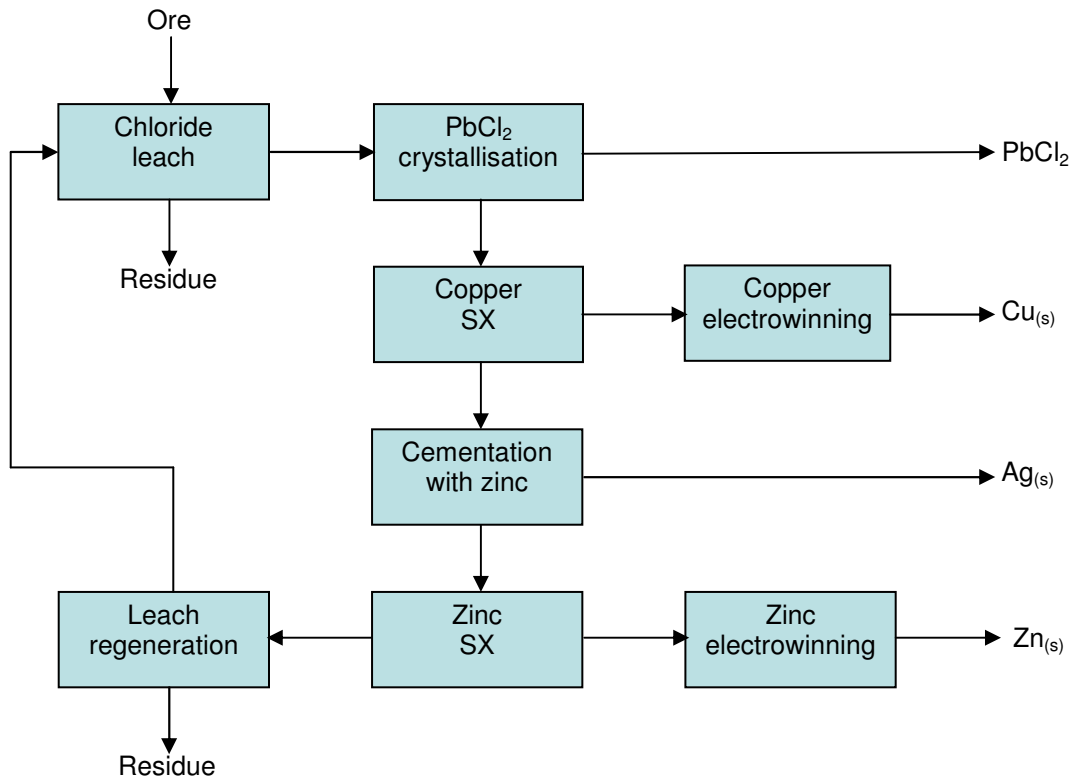 Ore
Chloride
leach
PbCl₂
crystallisation
PbCl₂
Residue
Copper
SX
Copper
electrowinning
Cu₍s₎
Cementation
with zinc
Ag₍s₎
Leach
regeneration
Zinc
SX
Zinc
electrowinning
Zn₍s₎
Residue